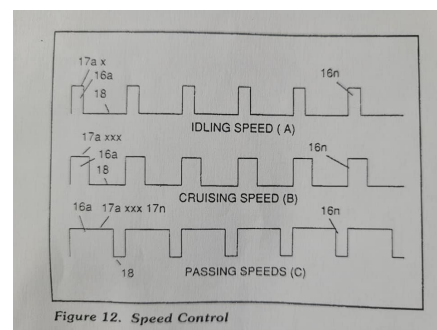 17a x
16a
16n
18
IDLING SPEED (A)
17a xxx
16a
16n
18
CRUISING SPEED (B)
16a 17a xxx 17n 16n
18
PASSING SPEEDS (C)
Figure 12. Speed Control